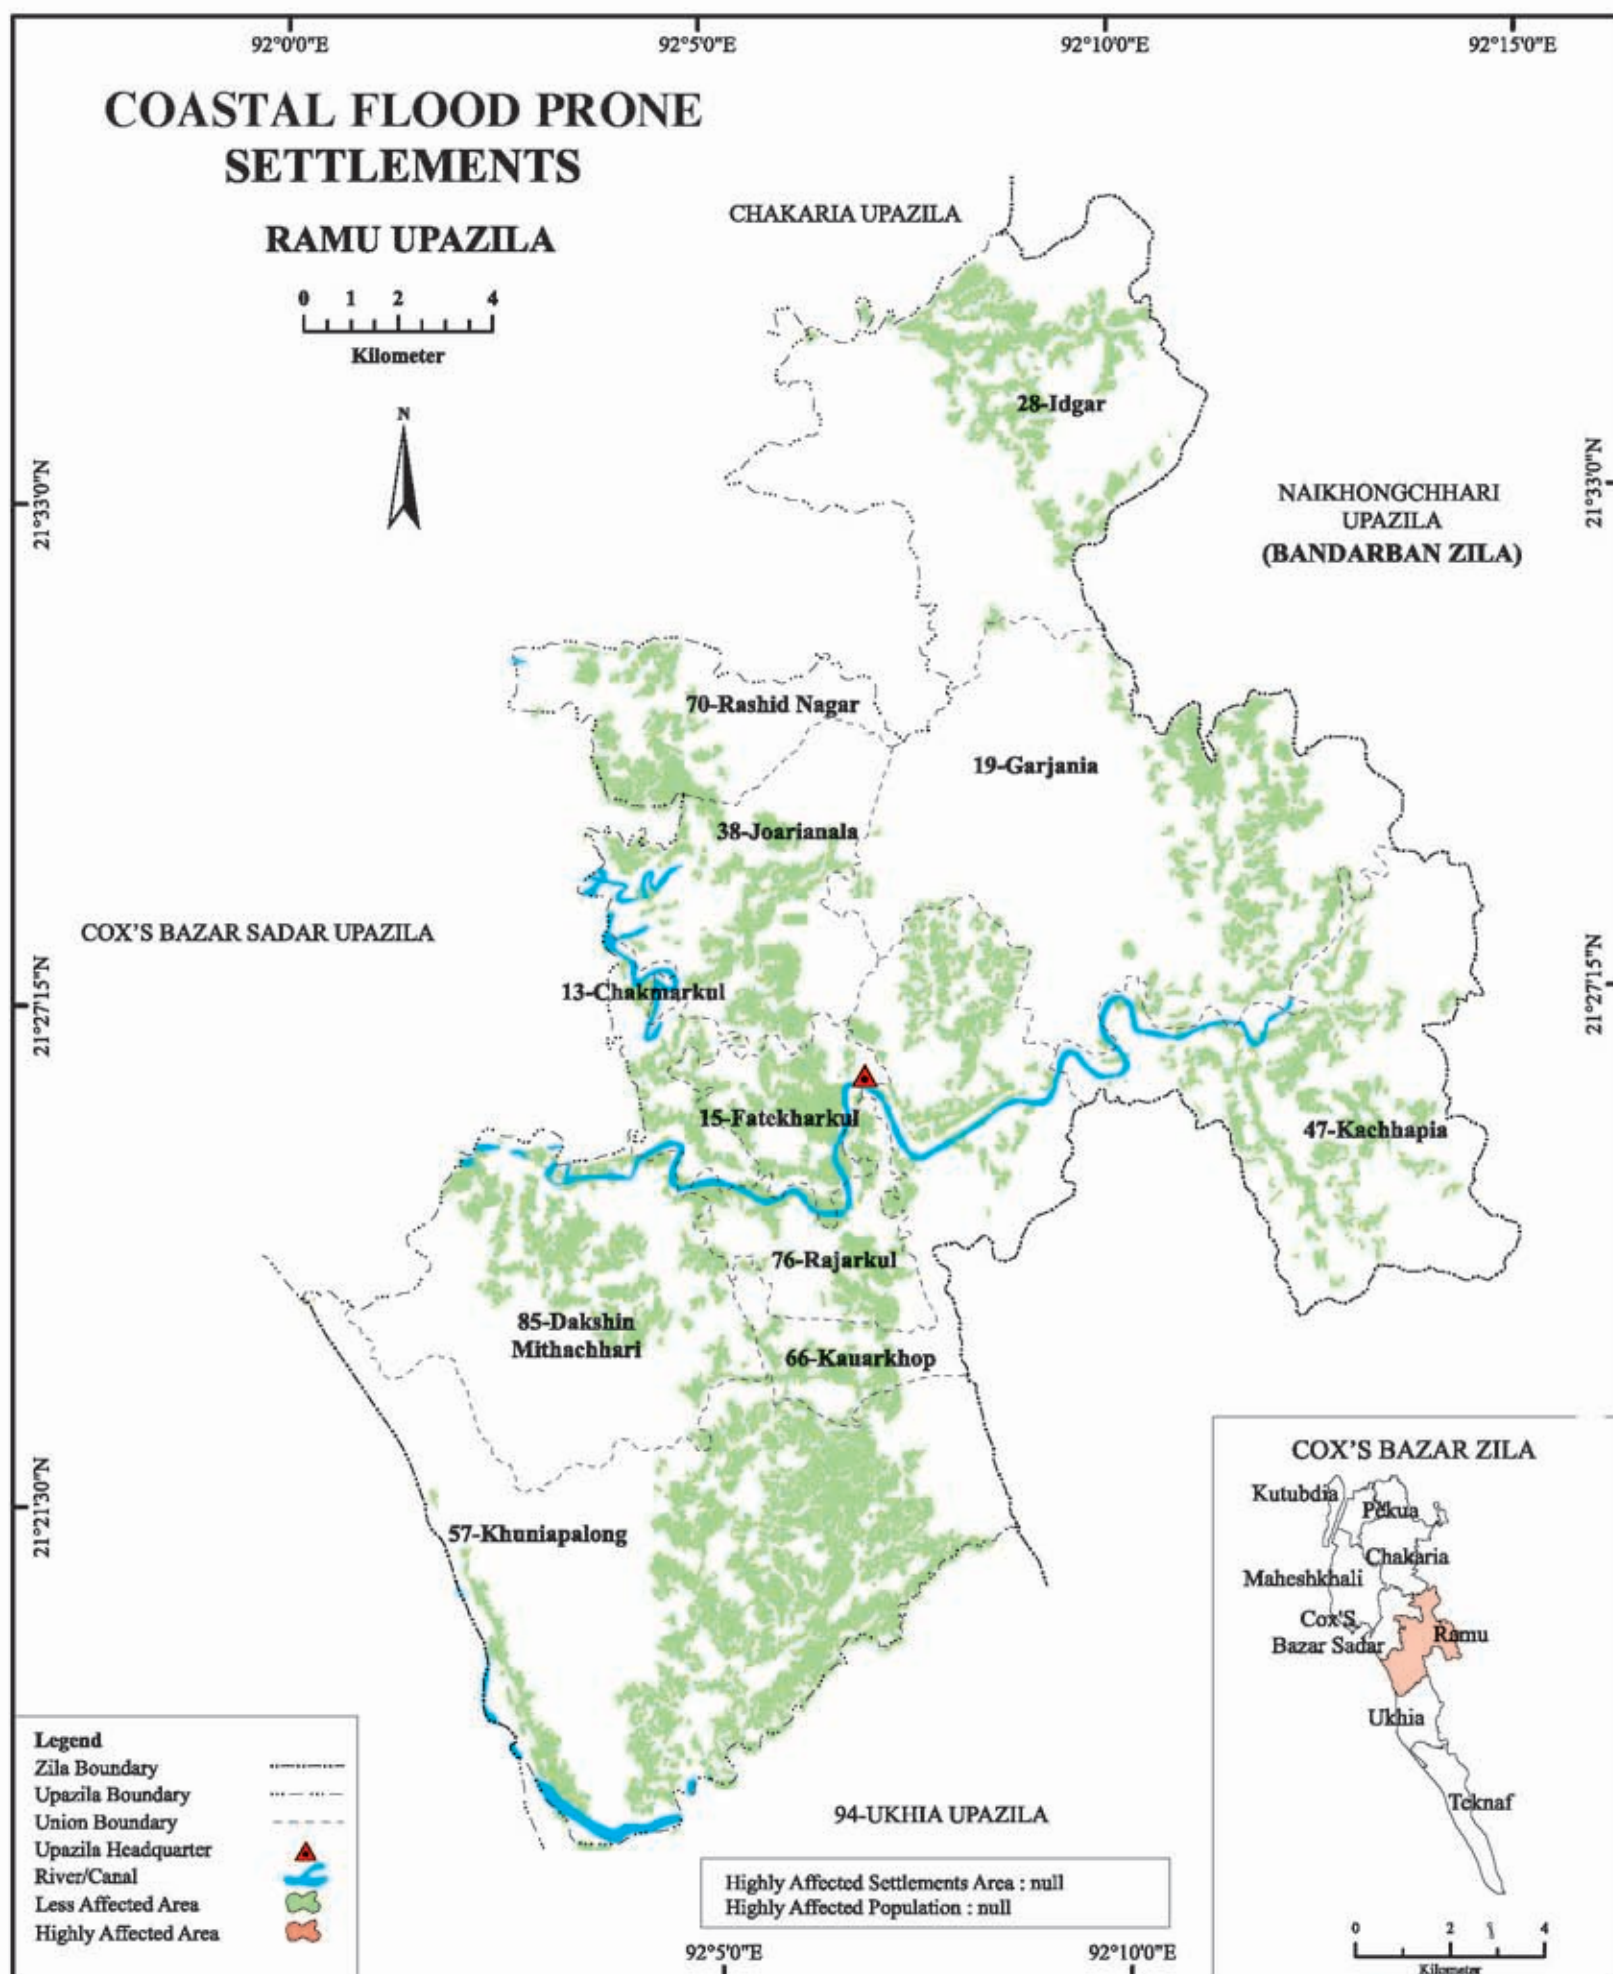 92°0'0"E
92°5'0"E
92°10'0"E
92°15'0"E
COASTAL FLOOD PRONE
SETTLEMENTS
RAMU UPAZILA
0 1 2 4
Kilometer
N
CHAKARIA UPAZILA
28-Idgar
21°33'0"N
21°33'0"N
NAIKHONGCHHARI
UPAZILA
(BANDARBAN ZILA)
70-Rashid Nagar
19-Garjania
38-Joarianala
COX'S BAZAR SADAR UPAZILA
13-Chakmarkul
21°27'15"N
21°27'15"N
15-Fatekharkul
47-Kachhapia
76-Rajarkul
85-Dakshin
Mithachhari
66-Kauarkhop
21°21'30"N
57-Khuniapalong
94-UKHIA UPAZILA
COX'S BAZAR ZILA
Kutubdia
Pekua
Chakaria
Maheshkhali
Cox'S
Bazar Sadar
Ramu
Ukhia
Teknaf
0 2 3 4
Kilometer
Legend
Zila Boundary
Upazila Boundary
Union Boundary
Upazila Headquarter
River/Canal
Less Affected Area
Highly Affected Area
Highly Affected Settlements Area : null
Highly Affected Population : null
92°5'0"E
92°10'0"E